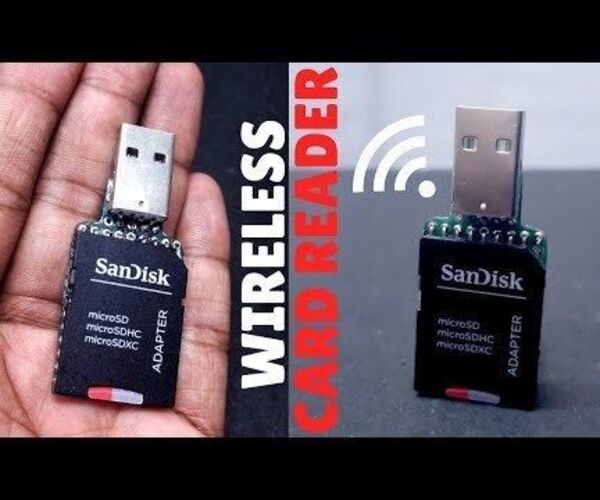 SanDisk
microSD
microSDHC
microSDXC
ADAPTER
WIRELESS
CARD READER
SanDisk
microSD
microSDHC
microSDXC
ADAPTER